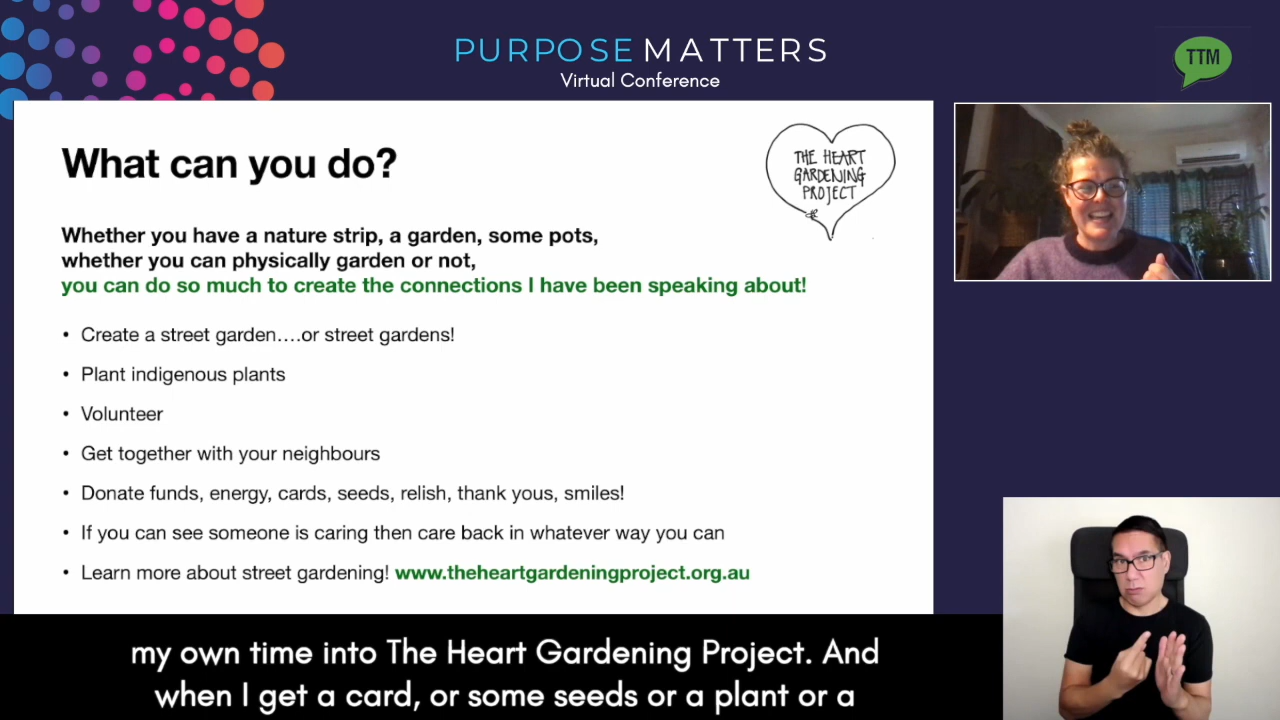 PURPOSE MATTERS
Virtual Conference
TTM
What can you do?
THE HEART
GARDENING
PROJECT
Whether you have a nature strip, a garden, some pots,
whether you can physically garden or not,
you can do so much to create the connections I have been speaking about!
• Create a street garden....or street gardens!
• Plant indigenous plants
• Volunteer
• Get together with your neighbours
• Donate funds, energy, cards, seeds, relish, thank yous, smiles!
• If you can see someone is caring then care back in whatever way you can
• Learn more about street gardening! www.theheartgardeningproject.org.au
my own time into The Heart Gardening Project. And
when I get a card, or some seeds or a plant or a